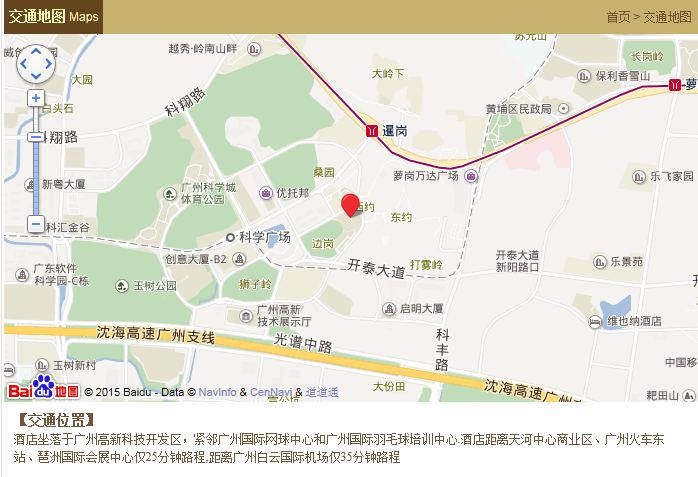 交通地图 Maps
首页 > 交通地图
苏元山
威创
越秀·岭南山畔
长岗岭
大园
大岭下
保利香雪山
萝
科翔路
白头石
黄埔区民政局
科翔路
暹岗
桑园
萝岗万达广场
乐飞家园
新粤大厦
广州科学城
体育公园
优托邦
西约
东约
科汇金谷
科学广场
边岗
创意大厦-B2
打雾岭
开泰大道
新阳路口
乐景苑
广东软件
科学园-C栋
开泰大道
玉树公园
狮子岭
广州高新
技术展示厅
启明大厦
维也纳酒店
沈海高速广州支线
光谱中路
科丰路
玉树新村
中国移
大份田
沈海高速广州
耙田山
Bai 地图 © 2015 Baidu - Data © NavInfo & CenNavi & 道道通
【交通位置】
酒店坐落于广州高新科技开发区，紧邻广州国际网球中心和广州国际羽毛球培训中心.酒店距离天河中心商业区、广州火车东
站、琶洲国际会展中心仅25分钟路程,距离广州白云国际机场仅35分钟路程